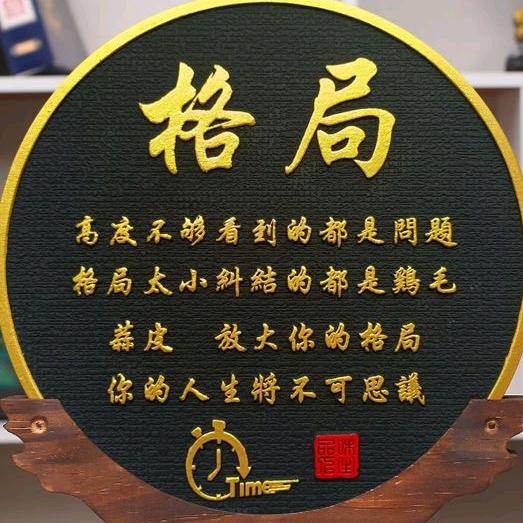 格局
高度不够看到的都是問題
格局太小糾結的都是鷄毛
蒜皮 放大你的格局
你的人生將不可思議
Time